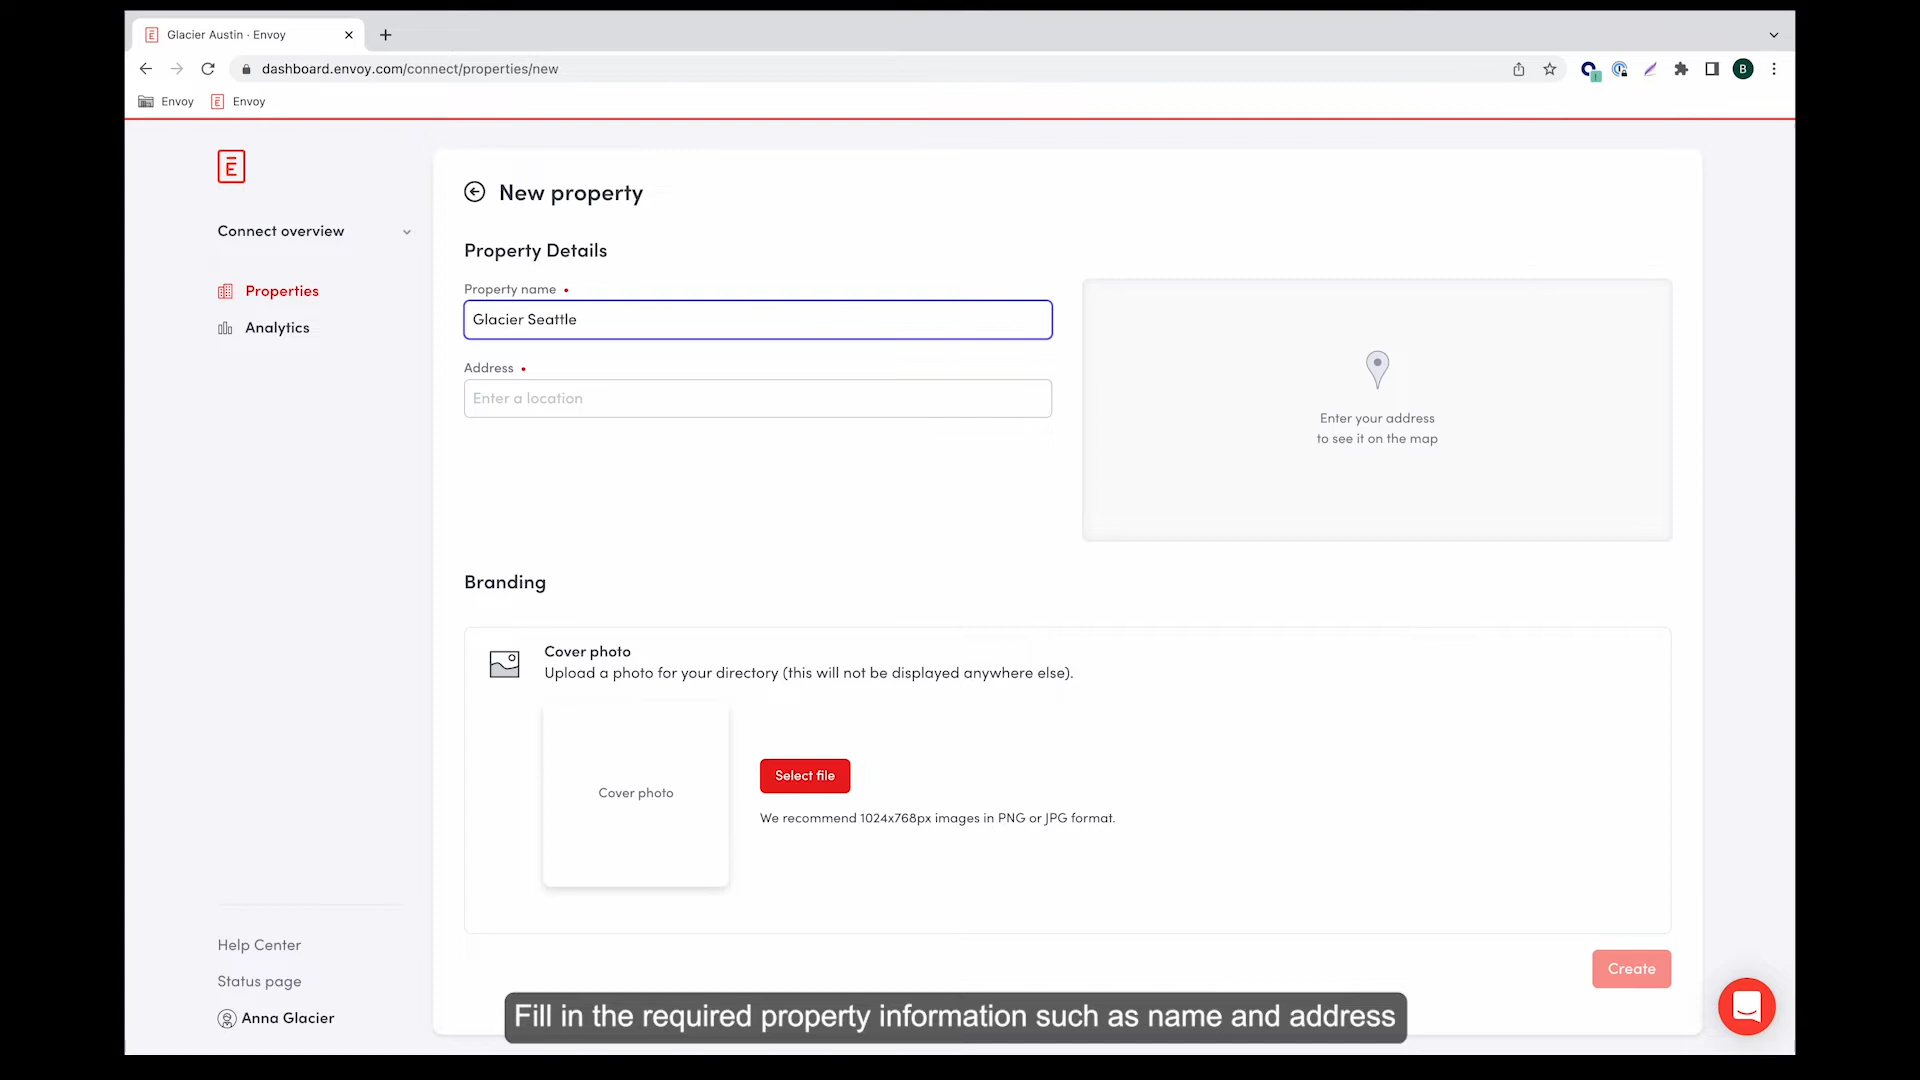 Glacier Austin · Envoy
dashboard.envoy.com/connect/properties/new
B
Envoy
Envoy
E
Connect overview
Properties
Analytics
New property
Property Details
Property name •
Glacier Seattle
Address •
Enter a location
Enter your address
to see it on the map
Branding
Cover photo
Upload a photo for your directory (this will not be displayed anywhere else).
Cover photo
Select file
We recommend 1024x768px images in PNG or JPG format.
Create
Help Center
Status page
Anna Glacier
Fill in the required property information such as name and address